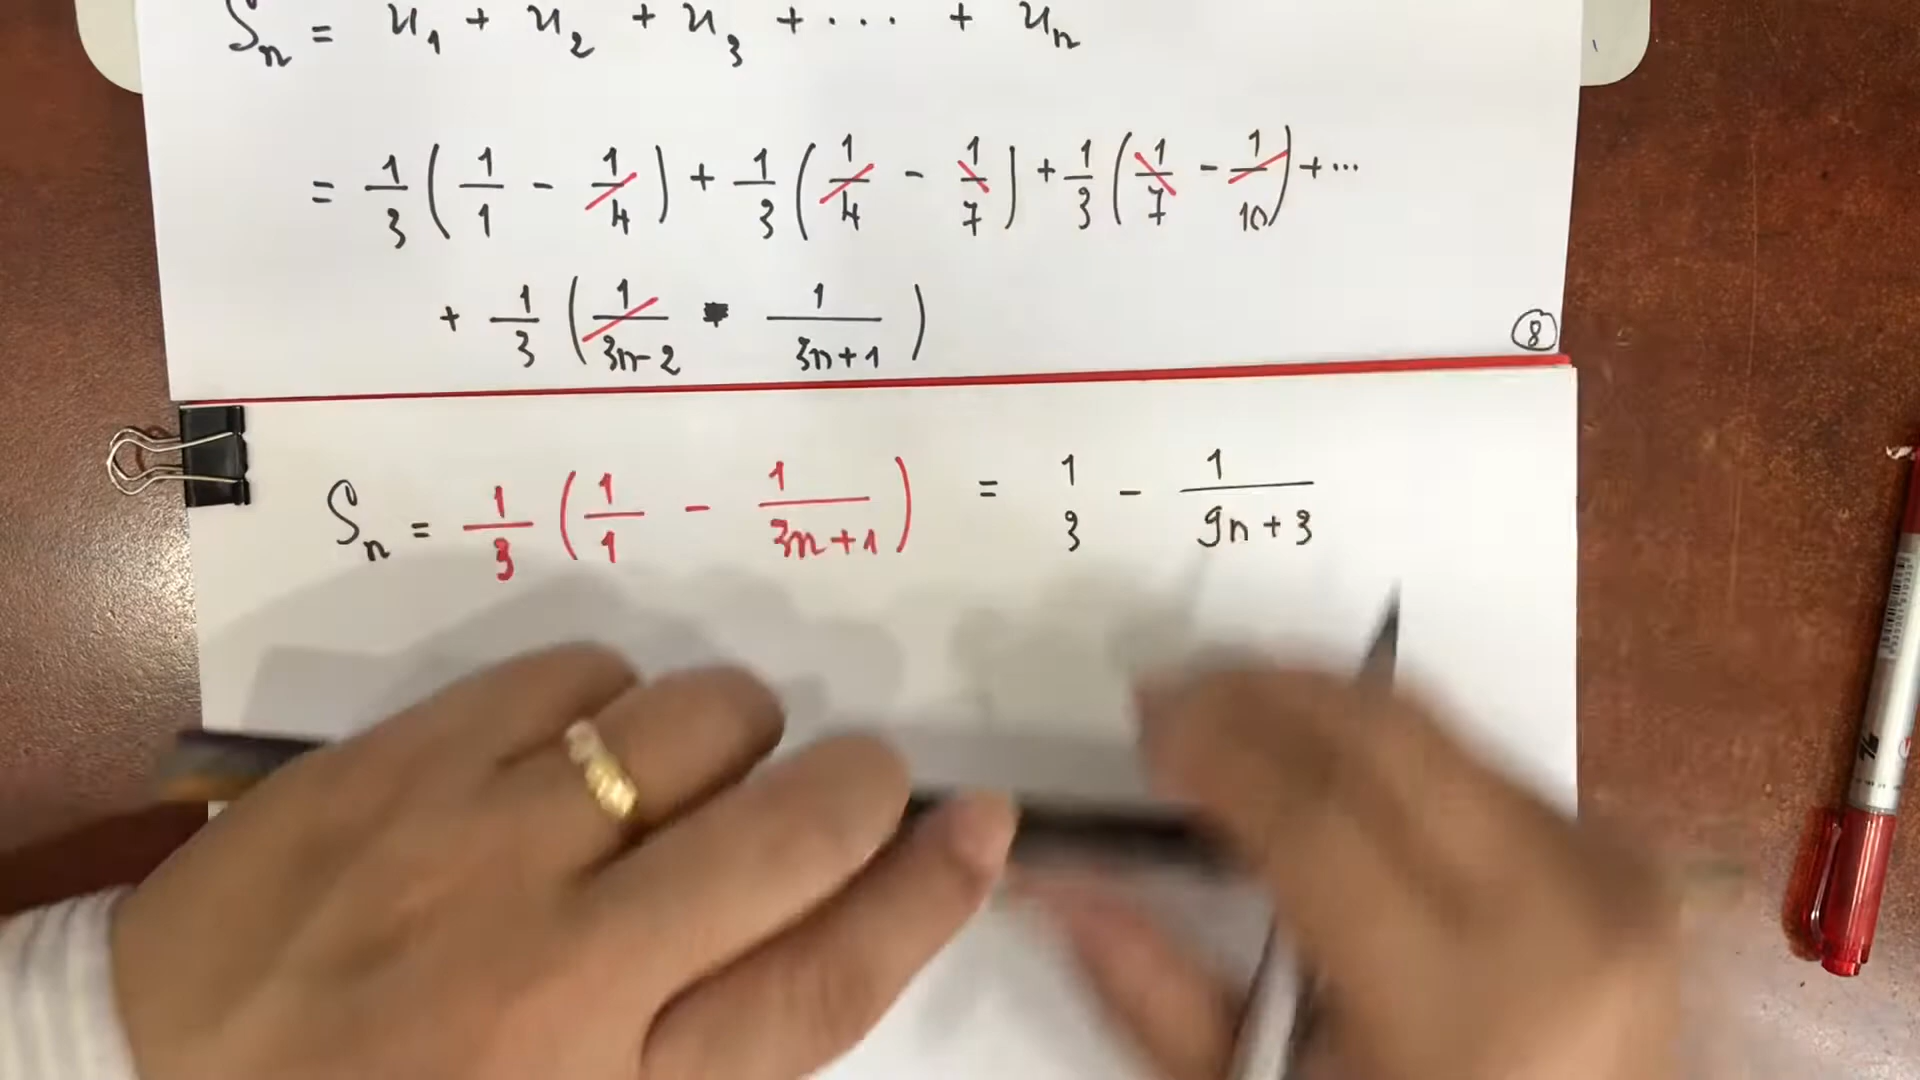 Sn = u1 + u2 + u3 + ... + un
= 1/3 (1/1 - 1/4) + 1/3 (1/4 - 1/7) + 1/3 (1/7 - 1/10) + ...
+ 1/3 (1/3n-2 - 1/3n+1)
8
Sn = 1/3 (1/1 - 1/3n+1) = 1/3 - 1/9n+3